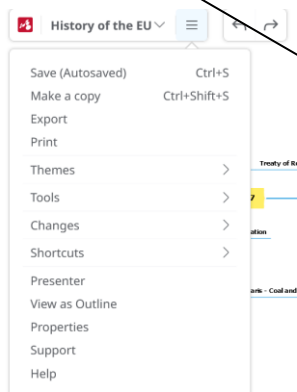 History of the EU
Save (Autosaved) Ctrl+S
Make a copy Ctrl+Shift+S
Export
Print
Themes
Treaty of
Tools
7
Changes
ation
Shortcuts
Presenter
aris - Coal and
View as Outline
Properties
Support
Help